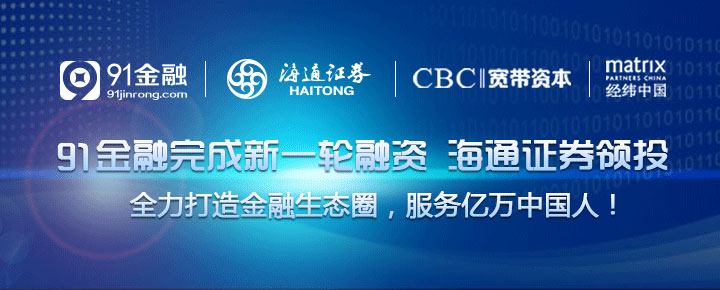 91金融
91jinrong.com
海通证券
HAITONG
CBC 宽带资本
matrix
PARTNERS CHINA
经纬中国
91金融完成新一轮融资 海通证券领投
全力打造金融生态圈，服务亿万中国人！